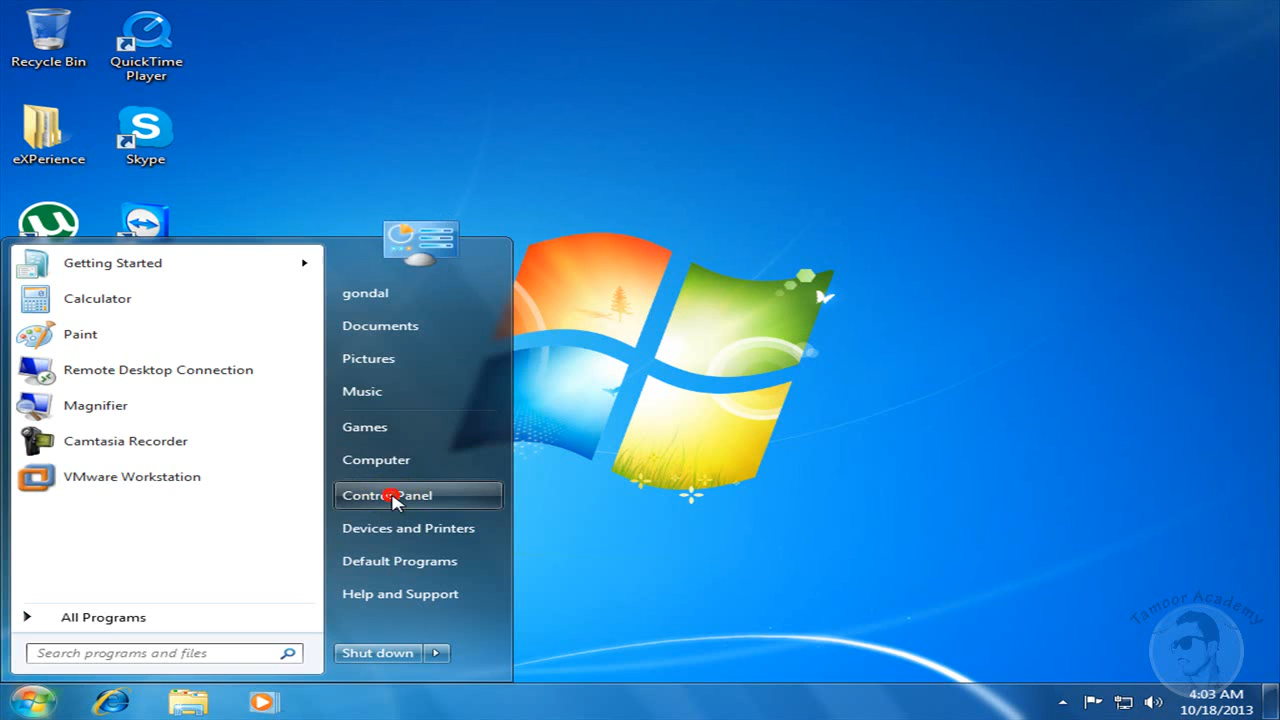 Recycle Bin
QuickTime
Player
eXPerience
Skype
Getting Started
Calculator
Paint
Remote Desktop Connection
Magnifier
Camtasia Recorder
VMware Workstation
All Programs
Search programs and files
gondal
Documents
Pictures
Music
Games
Computer
Control Panel
Devices and Printers
Default Programs
Help and Support
Shut down
Tamoor Academy
4:03 AM
10/18/2013